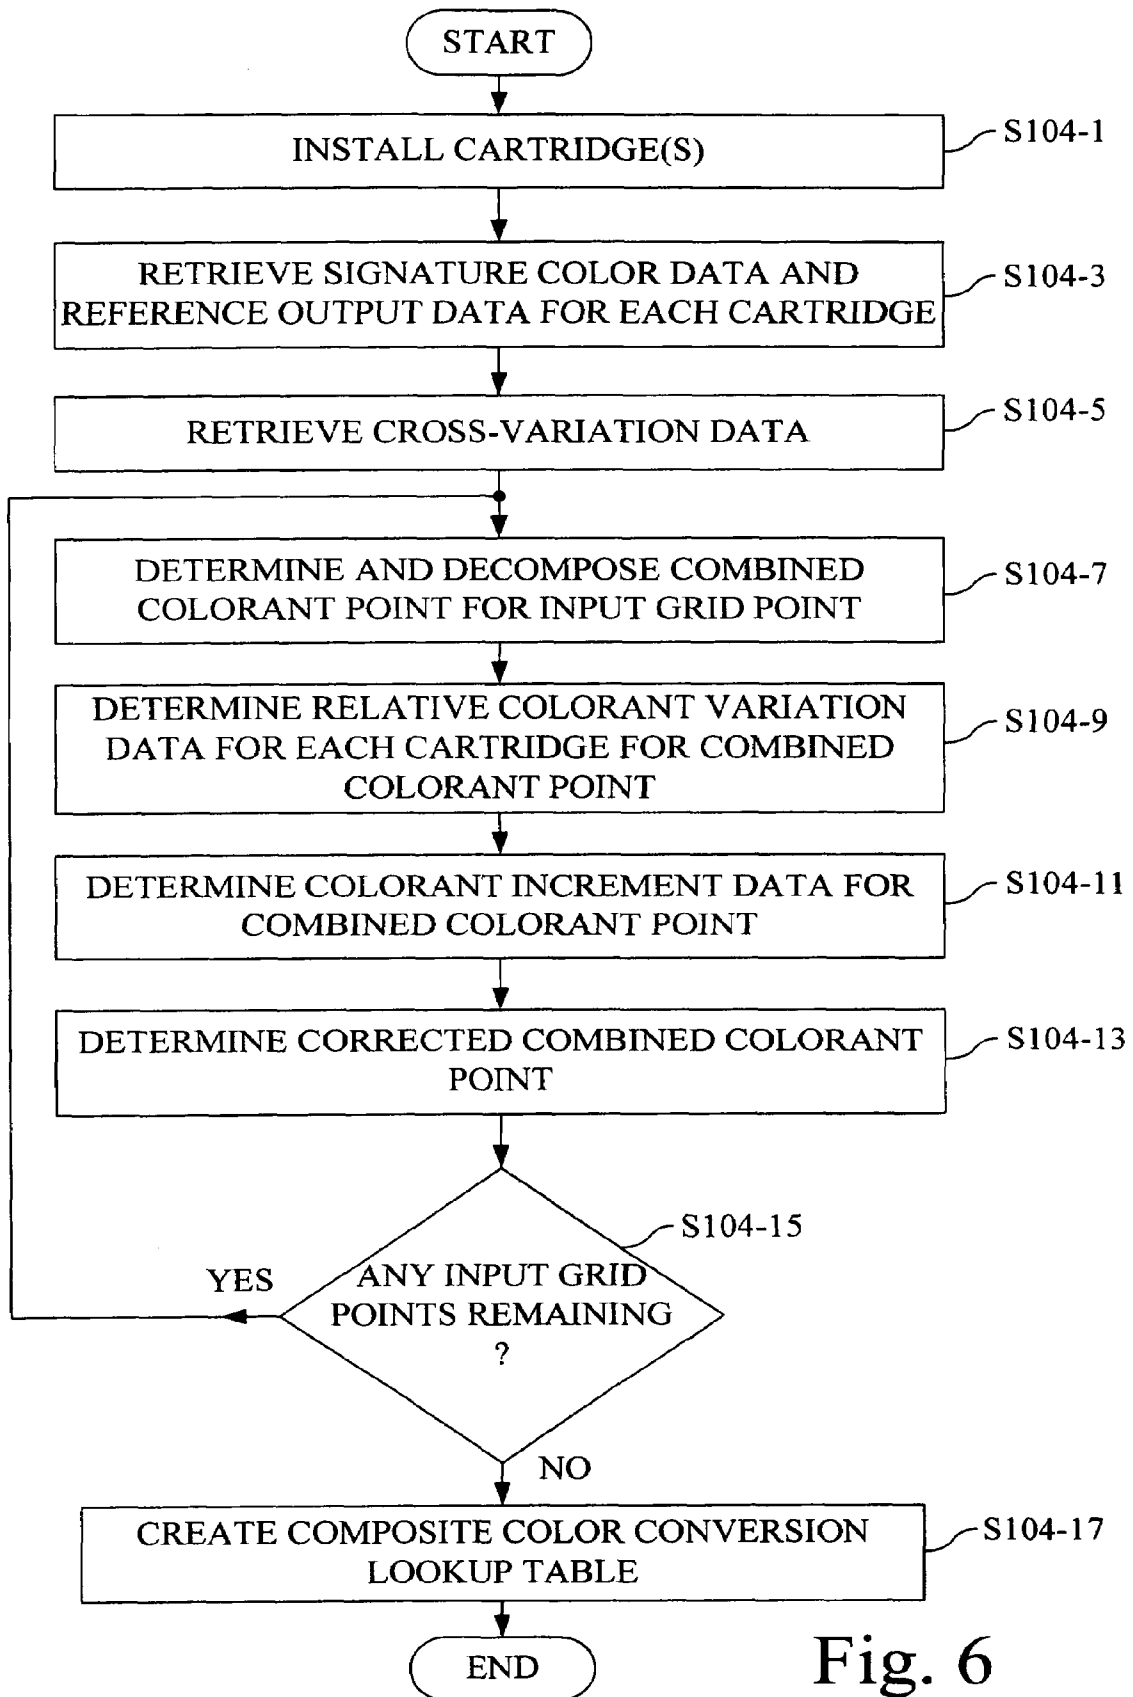 START
INSTALL CARTRIDGE(S)
S104-1
RETRIEVE SIGNATURE COLOR DATA AND
REFERENCE OUTPUT DATA FOR EACH CARTRIDGE
S104-3
RETRIEVE CROSS-VARIATION DATA
S104-5
DETERMINE AND DECOMPOSE COMBINED
COLORANT POINT FOR INPUT GRID POINT
S104-7
DETERMINE RELATIVE COLORANT VARIATION
DATA FOR EACH CARTRIDGE FOR COMBINED
COLORANT POINT
S104-9
DETERMINE COLORANT INCREMENT DATA FOR
COMBINED COLORANT POINT
S104-11
DETERMINE CORRECTED COMBINED COLORANT
POINT
S104-13
ANY INPUT GRID
POINTS REMAINING
?
S104-15
YES
NO
CREATE COMPOSITE COLOR CONVERSION
LOOKUP TABLE
S104-17
END
Fig. 6